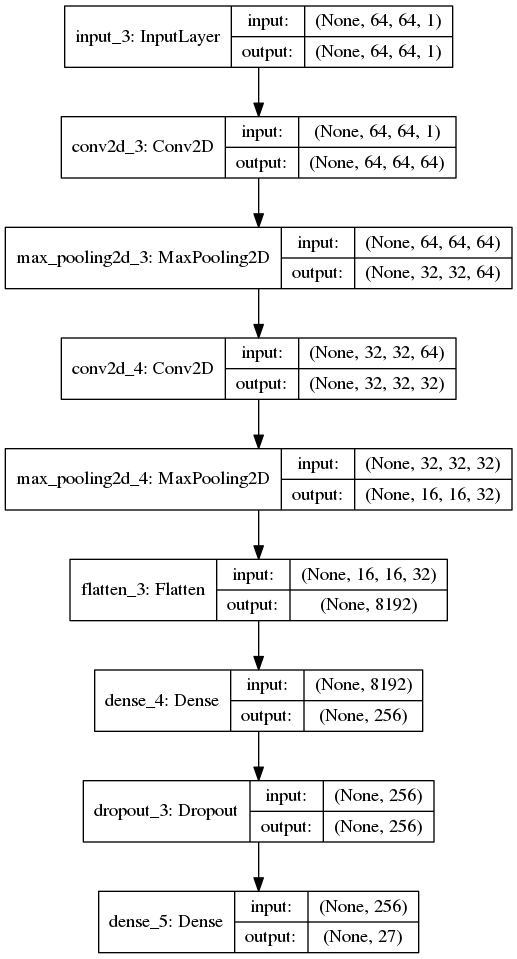 input_3: InputLayer
input: (None, 64, 64, 1)
output: (None, 64, 64, 1)
conv2d_3: Conv2D
input: (None, 64, 64, 1)
output: (None, 64, 64, 64)
max_pooling2d_3: MaxPooling2D
input: (None, 64, 64, 64)
output: (None, 32, 32, 64)
conv2d_4: Conv2D
input: (None, 32, 32, 64)
output: (None, 32, 32, 32)
max_pooling2d_4: MaxPooling2D
input: (None, 32, 32, 32)
output: (None, 16, 16, 32)
flatten_3: Flatten
input: (None, 16, 16, 32)
output: (None, 8192)
dense_4: Dense
input: (None, 8192)
output: (None, 256)
dropout_3: Dropout
input: (None, 256)
output: (None, 256)
dense_5: Dense
input: (None, 256)
output: (None, 27)